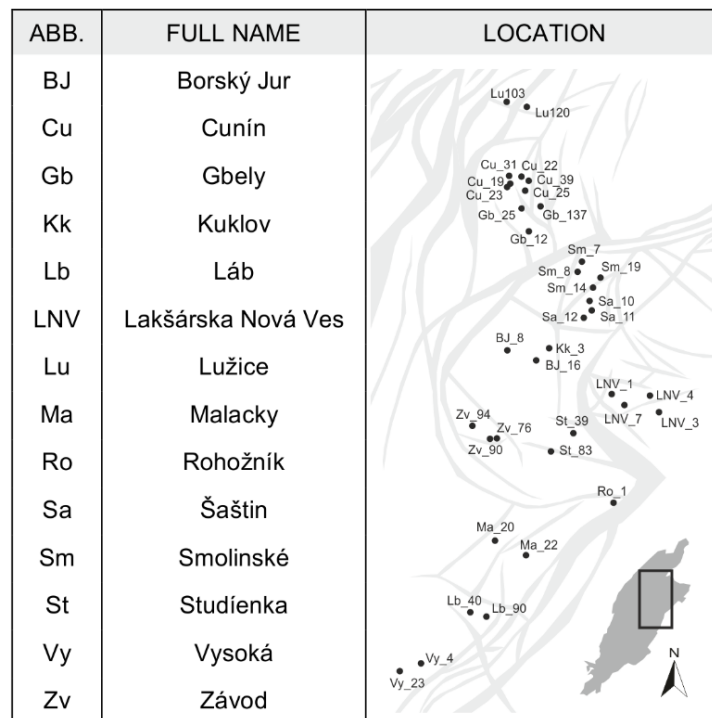 ABB. FULL NAME LOCATION
BJ Borský Jur
Cu Cunín
Gb Gbely
Kk Kuklov
Lb Láb
LNV Lakšárska Nová Ves
Lu Lužice
Ma Malacky
Ro Rohožník
Sa Šaštin
Sm Smolinské
St Studíenka
Vy Vysoká
Zv Závod
Lu103
Lu120
Cu_31 Cu_22
Cu_19 Cu_39
Cu_23 Cu_25
Gb_25 Gb_137
Gb_12
Sm_7
Sm_8 Sm_19
Sm_14
Sa_10
Sa_12 Sa_11
BJ_8 Kk_3
BJ_16
LNV_1 LNV_4
LNV_7 LNV_3
Zv_94 Zv_76 St_39
Zv_90 St_83
Ro_1
Ma_20
Ma_22
Lb_40
Lb_90
Vy_4
Vy_23
N